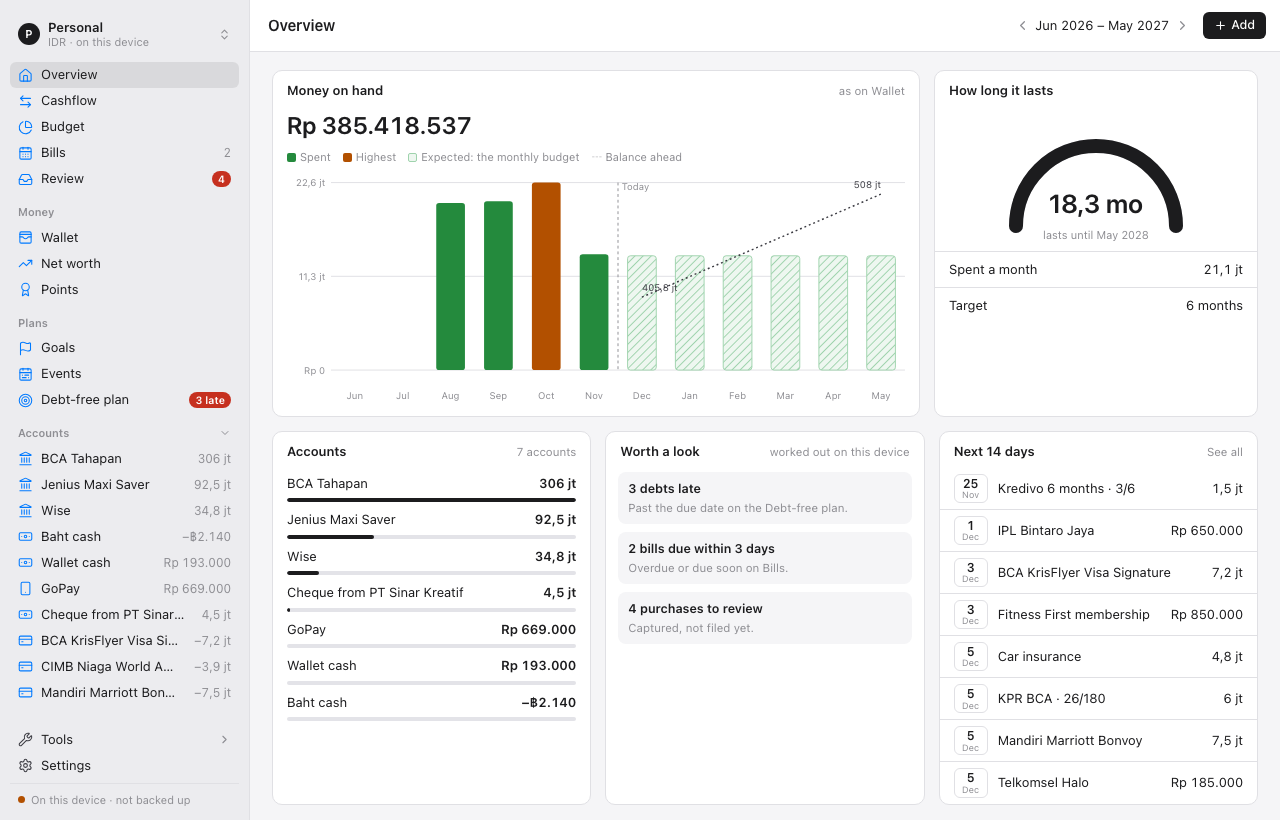 P
Personal
IDR · on this device
Overview
Cashflow
Budget
Bills 2
Review 4
Money
Wallet
Net worth
Points
Plans
Goals
Events
Debt-free plan 3 late
Accounts
BCA Tahapan 306 jt
Jenius Maxi Saver 92,5 jt
Wise 34,8 jt
Baht cash −฿2.140
Wallet cash Rp 193.000
GoPay Rp 669.000
Cheque from PT Sinar... 4,5 jt
BCA KrisFlyer Visa Si... −7,2 jt
CIMB Niaga World A... −3,9 jt
Mandiri Marriott Bon... −7,5 jt
Tools
Settings
On this device · not backed up
Overview
Jun 2026 – May 2027
+ Add
Money on hand as on Wallet
Rp 385.418.537
Spent Highest Expected: the monthly budget Balance ahead
22,6 jt
11,3 jt
Rp 0
Today
405,8 jt
508 jt
Jun Jul Aug Sep Oct Nov Dec Jan Feb Mar Apr May
How long it lasts
18,3 mo
lasts until May 2028
Spent a month 21,1 jt
Target 6 months
Accounts 7 accounts
BCA Tahapan 306 jt
Jenius Maxi Saver 92,5 jt
Wise 34,8 jt
Cheque from PT Sinar Kreatif 4,5 jt
GoPay Rp 669.000
Wallet cash Rp 193.000
Baht cash −฿2.140
Worth a look worked out on this device
3 debts late
Past the due date on the Debt-free plan.
2 bills due within 3 days
Overdue or due soon on Bills.
4 purchases to review
Captured, not filed yet.
Next 14 days See all
25 Nov Kredivo 6 months · 3/6 1,5 jt
1 Dec IPL Bintaro Jaya Rp 650.000
3 Dec BCA KrisFlyer Visa Signature 7,2 jt
3 Dec Fitness First membership Rp 850.000
5 Dec Car insurance 4,8 jt
5 Dec KPR BCA · 26/180 6 jt
5 Dec Mandiri Marriott Bonvoy 7,5 jt
5 Dec Telkomsel Halo Rp 185.000